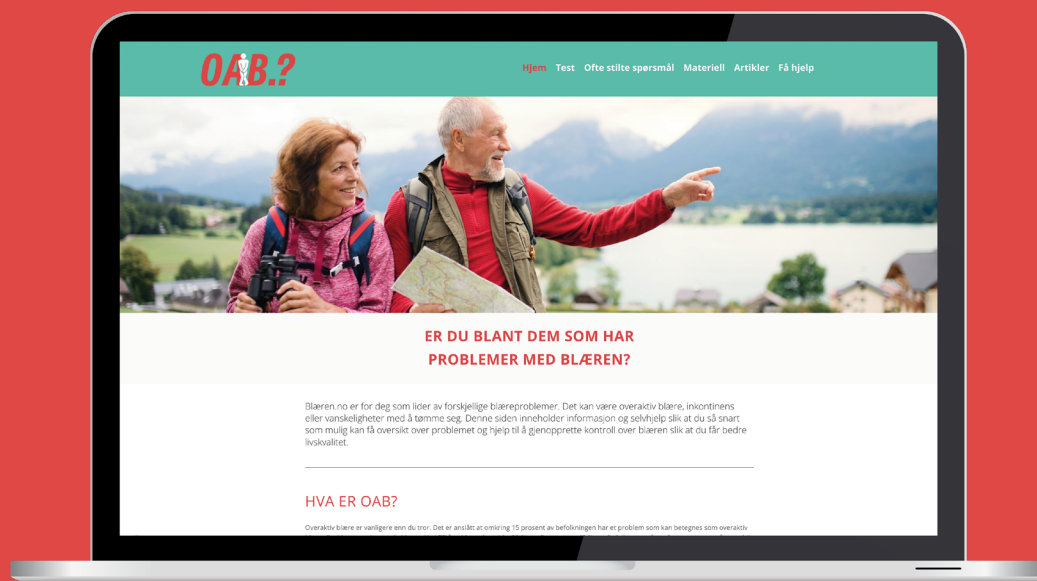 OAB.?
Hjem Test Ofte stilte spørsmål Materiell Artikler Få hjelp
ER DU BLANT DEM SOM HAR
PROBLEMER MED BLÆREN?
Blæren.no er for deg som lider av forskjellige blæreproblemer. Det kan være overaktiv blære, inkontinens
eller vanskeligheter med å tømme seg. Denne siden inneholder informasjon og selvhjelp slik at du så snart
som mulig kan få oversikt over problemet og hjelp til å gjenopprette kontroll over blæren slik at du får bedre
livskvalitet.
HVA ER OAB?
Overaktiv blære er vanligere enn du tror. Det er anslått at omkring 15 prosent av befolkningen har et problem som kan betegnes som overaktiv